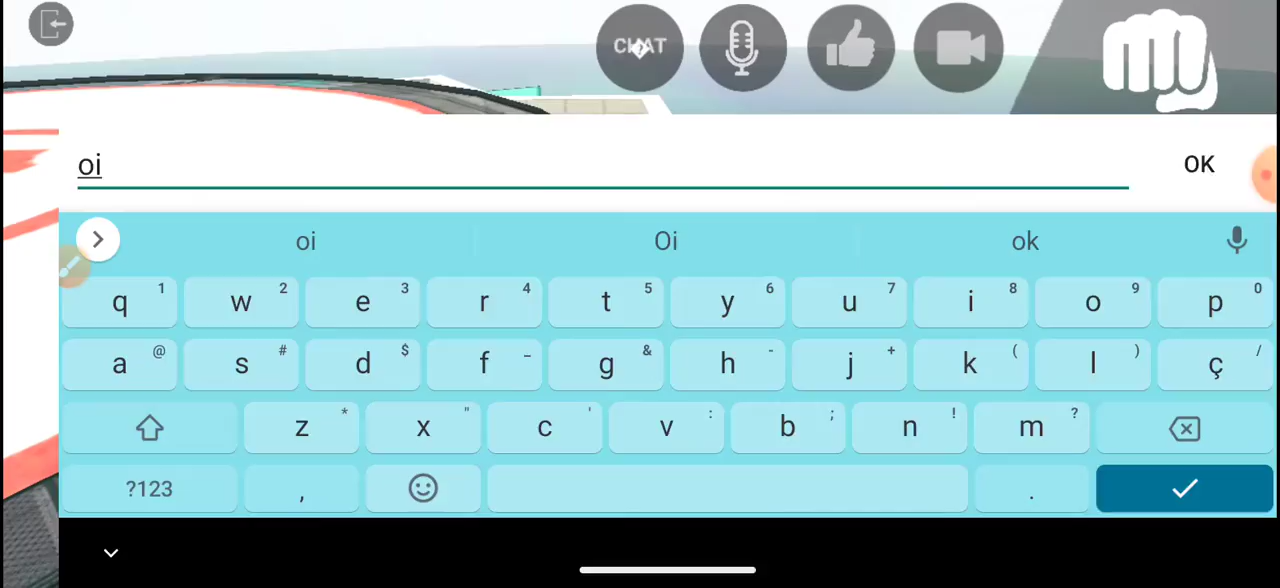 CHAT
oi
OK
oi Oi ok
q 1 w 2 e 3 r 4 t 5 y 6 u 7 i 8 o 9 p 0
a @ s # d $ f _ g & h - j + k ( l ) ç /
z * x " c ' v : b ; n ! m ?
?123 , .